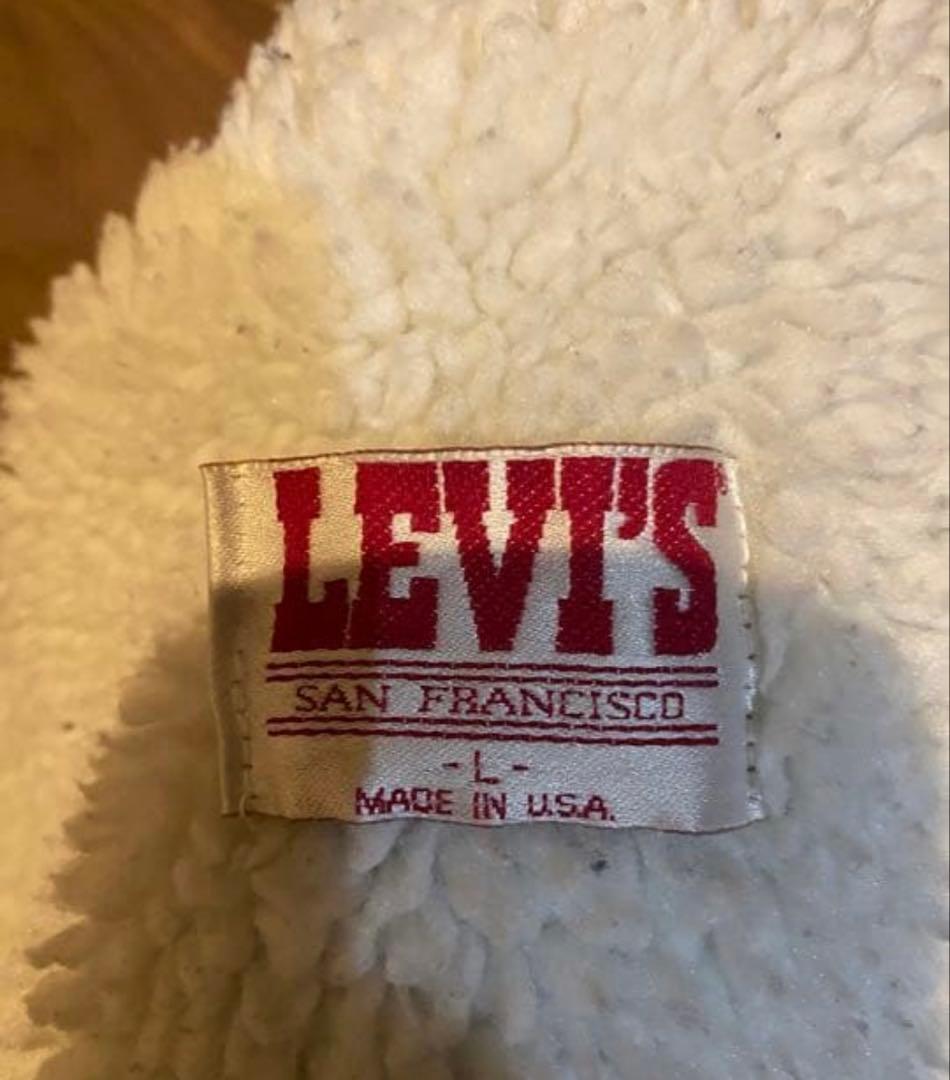 LEVI'S
SAN FRANCISCO
- L -
MADE IN U.S.A.